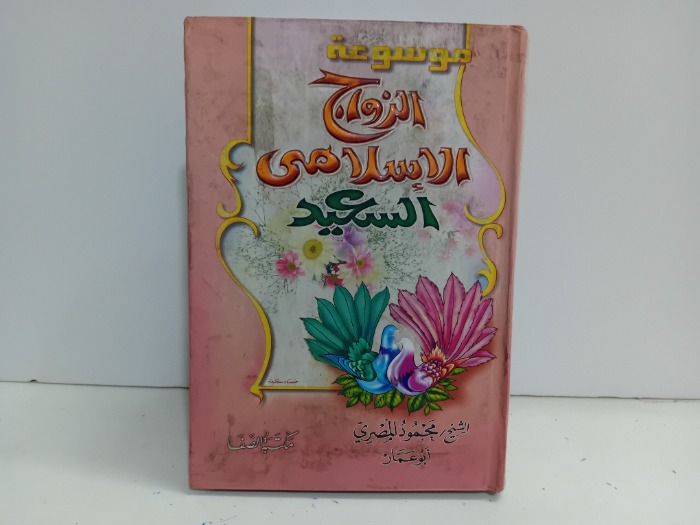 موسوعة
الزواج
الإسلامى
السعيد
الشيخ/ محمود المصري
أبو عمار
مكتبة الصفا